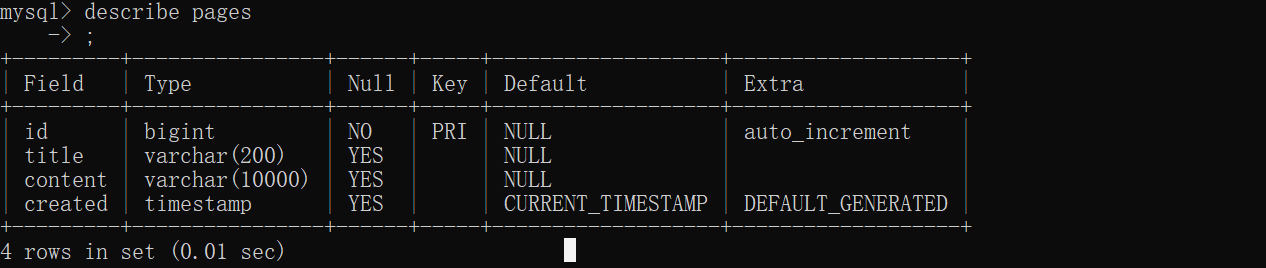 mysql> describe pages
    -> ;
+---------+----------------+------+-----+-------------------+-------------------+
| Field   | Type           | Null | Key | Default           | Extra             |
+---------+----------------+------+-----+-------------------+-------------------+
| id      | bigint         | NO   | PRI | NULL              | auto_increment    |
| title   | varchar(200)   | YES  |     | NULL              |                   |
| content | varchar(10000) | YES  |     | NULL              |                   |
| created | timestamp      | YES  |     | CURRENT_TIMESTAMP | DEFAULT_GENERATED |
+---------+----------------+------+-----+-------------------+-------------------+
4 rows in set (0.01 sec)